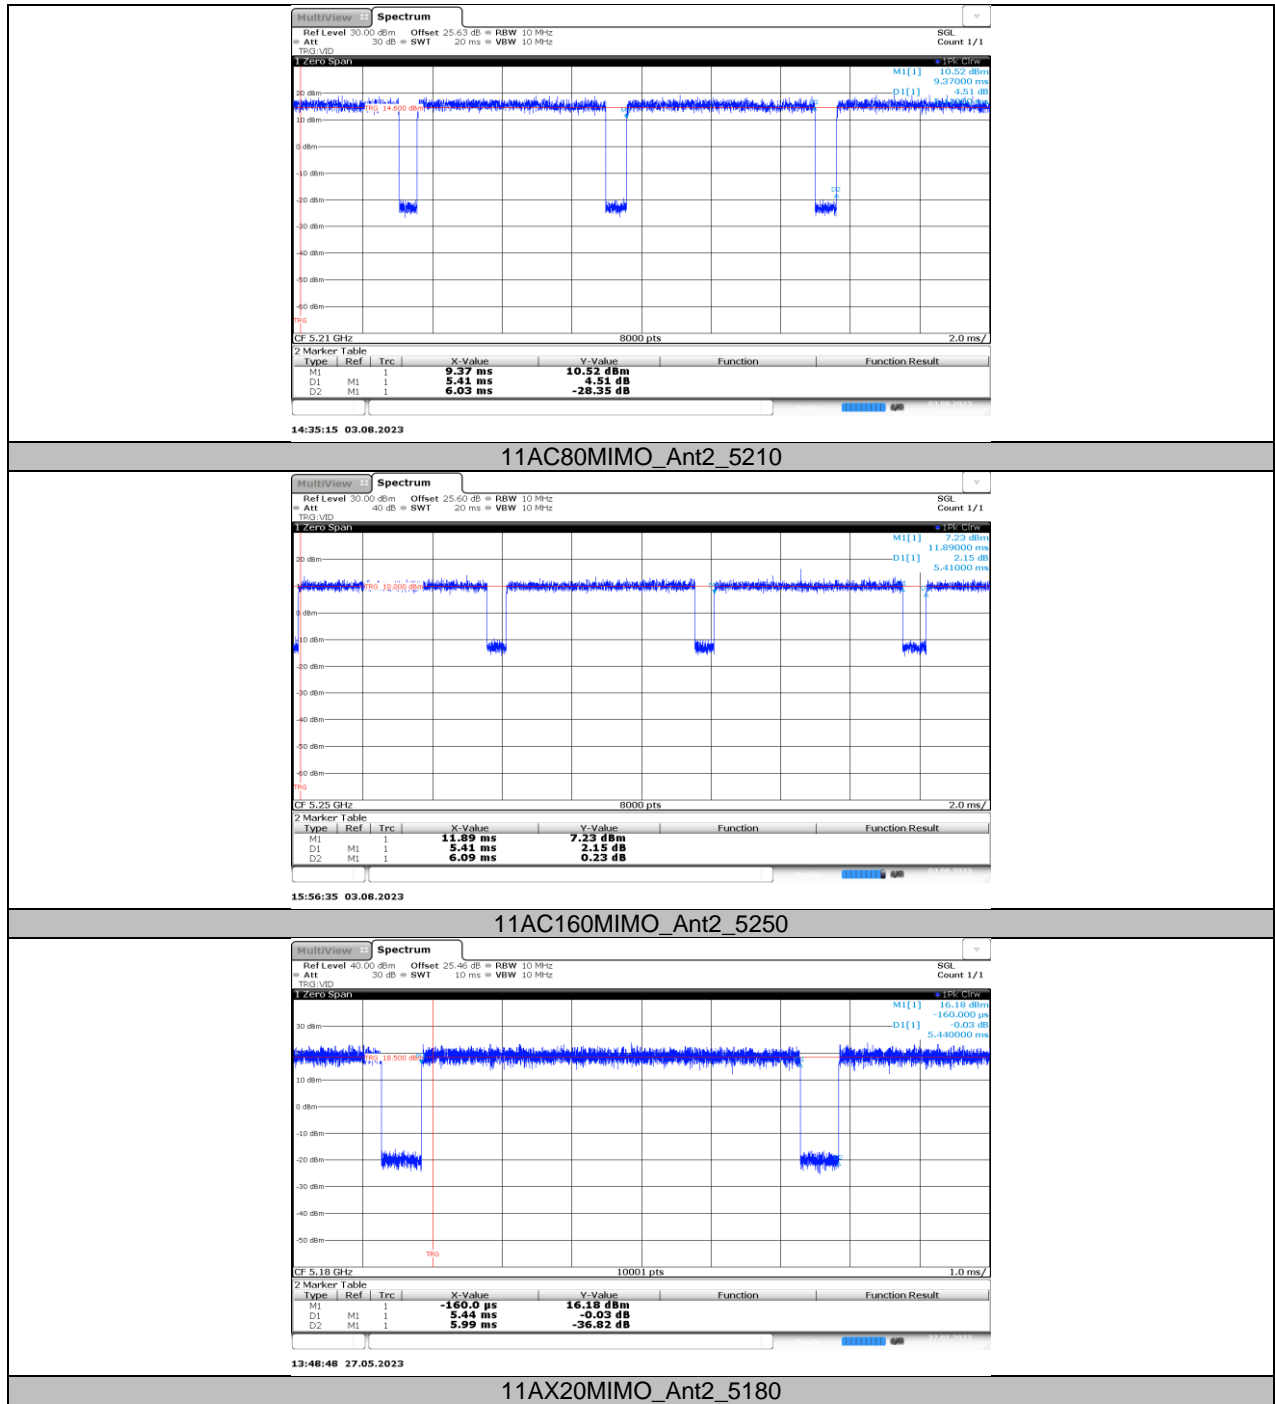 MultiView Spectrum
Ref Level 30.00 dBm Offset 25.63 dB RBW 10 MHz SGL
Att 30 dB SWT 20 ms VBW 10 MHz Count 1/1
TRG:VID
1 Zero Span 1Pk Clrw
M1[1] 10.52 dBm
9.37000 ms
20 dBm D1[1] 4.51 dB
TRG 14.600 dBm
10 dBm
0 dBm
-10 dBm
D2
-20 dBm
-30 dBm
-40 dBm
-50 dBm
-60 dBm
TRG
CF 5.21 GHz 8000 pts 2.0 ms/
2 Marker Table
Type Ref Trc X-Value Y-Value Function Function Result
M1 1 9.37 ms 10.52 dBm
D1 M1 1 5.41 ms 4.51 dB
D2 M1 1 6.03 ms -28.35 dB
03.08.2023
14:35:15 03.08.2023
11AC80MIMO_Ant2_5210
MultiView Spectrum
Ref Level 30.00 dBm Offset 25.60 dB RBW 10 MHz SGL
Att 40 dB SWT 20 ms VBW 10 MHz Count 1/1
TRG:VID
1 Zero Span 1Pk Clrw
M1[1] 7.23 dBm
11.89000 ms
20 dBm D1[1] 2.15 dB
5.41000 ms
TRG 10.000 dBm
0 dBm
-10 dBm
-20 dBm
-30 dBm
-40 dBm
-50 dBm
-60 dBm
TRG
CF 5.25 GHz 8000 pts 2.0 ms/
2 Marker Table
Type Ref Trc X-Value Y-Value Function Function Result
M1 1 11.89 ms 7.23 dBm
D1 M1 1 5.41 ms 2.15 dB
D2 M1 1 6.09 ms 0.23 dB
03.08.2023
15:56:35 03.08.2023
11AC160MIMO_Ant2_5250
MultiView Spectrum
Ref Level 40.00 dBm Offset 25.46 dB RBW 10 MHz SGL
Att 30 dB SWT 10 ms VBW 10 MHz Count 1/1
TRG:VID
1 Zero Span 1Pk Clrw
M1[1] 16.18 dBm
-160.000 µs
30 dBm D1[1] -0.03 dB
5.440000 ms
TRG 18.500 dBm
10 dBm
0 dBm
-10 dBm
-20 dBm
-30 dBm
-40 dBm
-50 dBm
TRG
CF 5.18 GHz 10001 pts 1.0 ms/
2 Marker Table
Type Ref Trc X-Value Y-Value Function Function Result
M1 1 -160.0 µs 16.18 dBm
D1 M1 1 5.44 ms -0.03 dB
D2 M1 1 5.99 ms -36.82 dB
27.05.2023
13:48:48 27.05.2023
11AX20MIMO_Ant2_5180